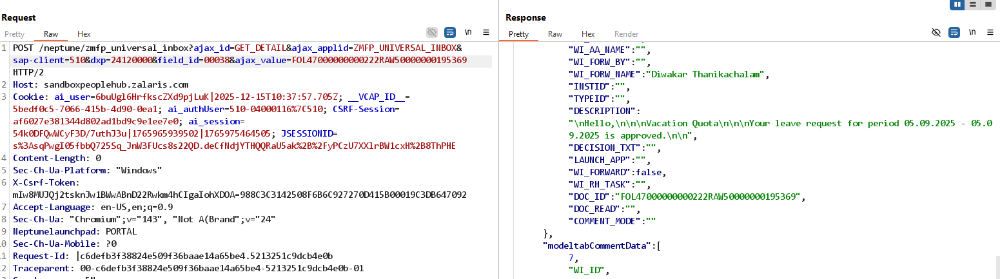 Request
Pretty Raw Hex \n
1 POST /neptune/zmfp_universal_inbox?ajax_id=GET_DETAIL&ajax_applid=ZMFP_UNIVERSAL_INBOX&
sap-client=510&dxp=24120000&field_id=00038&ajax_value=FOL47000000000222RAW50000000195369
HTTP/2
2 Host: sandboxpeoplehub.zalaris.com
3 Cookie: ai_user=6buUgl6HrfkscZXd9pjLuK|2025-12-15T10:37:57.705Z; __VCAP_ID__=
5bedf0c5-7066-415b-4d90-0ea1; ai_authUser=510-04000116%7C510; CSRF-Session=
af6027e381344d802ad1bd9c9e1ee7e0; ai_session=
54k0DFQwWCyF3D/7uthJ3u|1765965939502|1765975464505; JSESSIONID=
s%3AsqPwgI05fbbQ725Sq_JnW3FUcs8s22QD.deCfNdjYTHQQRaU5ak%2B%2FyPCzU7XXlrBW1cxH%2B8ThPHE
4 Content-Length: 0
5 Sec-Ch-Ua-Platform: "Windows"
6 X-Csrf-Token:
mIw8MUJQj2tsknJw1BWwABnD22Rwkm4hCIgaIohXDOA=988C3C3142508F6B6C927270D415B00019C3DB647092
7 Accept-Language: en-US,en;q=0.9
8 Sec-Ch-Ua: "Chromium";v="143", "Not A(Brand";v="24"
9 Neptunelaunchpad: PORTAL
0 Sec-Ch-Ua-Mobile: ?0
1 Request-Id: |c6defb3f38824e509f36baae14a65be4.5213751c9dcb4e0b
2 Traceparent: 00-c6defb3f38824e509f36baae14a65be4-5213751c9dcb4e0b-01
Response
Pretty Raw Hex Render \n
"WI_AA_NAME":"",
"WI_FORW_BY":"",
"WI_FORW_NAME":"Diwakar Thanikachalam",
"INSTID":"",
"TYPEID":"",
"DESCRIPTION":
"\nHello,\n\n\nVacation Quota\n\n\nYour leave request for period 05.09.2025 - 05.0
9.2025 is approved.\n\n",
"DECISION_TXT":"",
"LAUNCH_APP":"",
"WI_FORWARD":false,
"WI_RH_TASK":"",
"DOC_ID":"FOL47000000000222RAW50000000195369",
"DOC_READ":"",
"COMMENT_MODE":""
},
"modeltabCommentData":[
7,
"WI_ID",